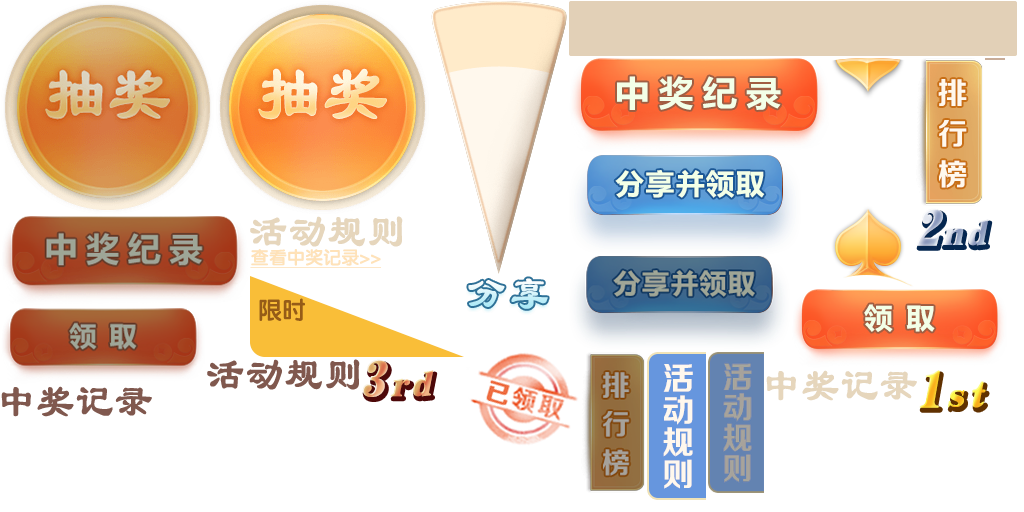 抽奖
抽奖
中奖纪录
排行榜
分享并领取
中奖纪录
活动规则
查看中奖记录>>
2nd
分享并领取
分享
限时
领取
领取
活动规则
3rd
已领取
排行榜
活动规则
活动规则
中奖记录
1st
中奖记录